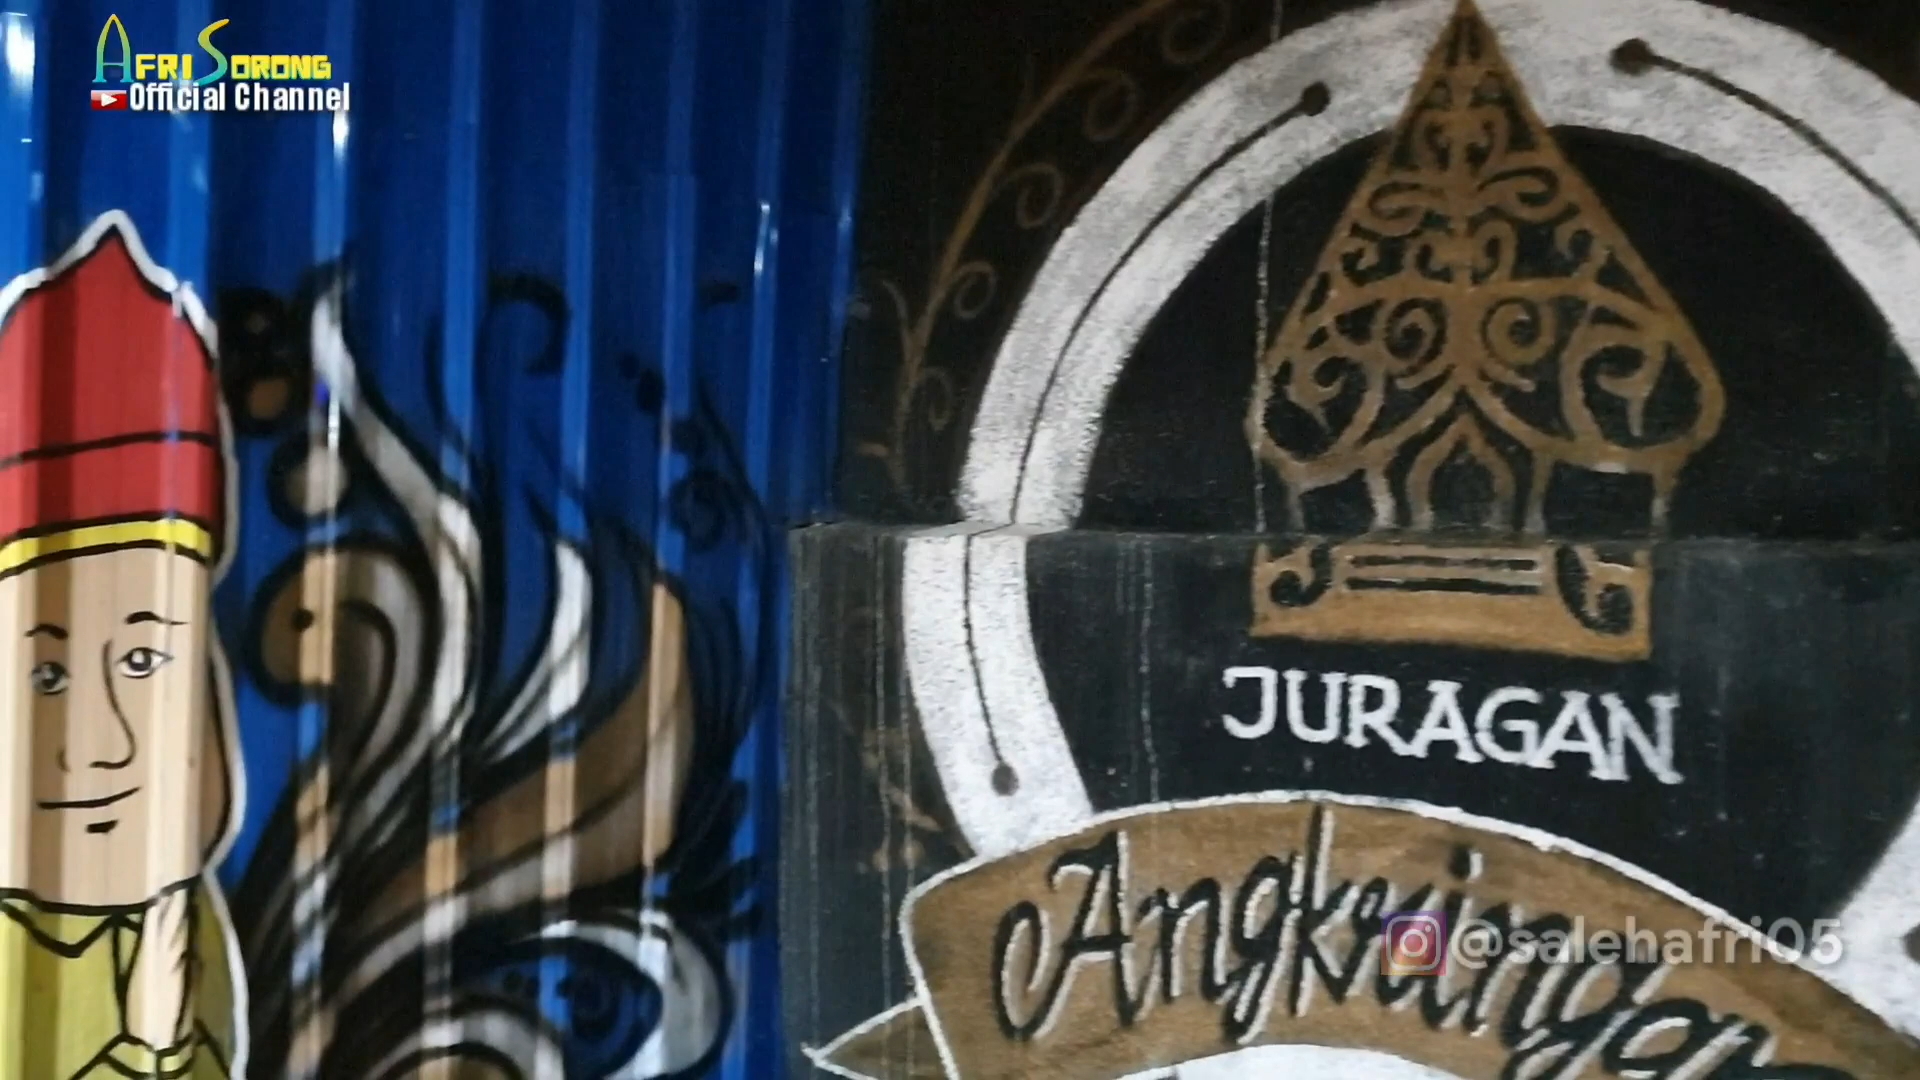 AFRI SORONG
Official Channel
JURAGAN
Angkringan
@salehafri05